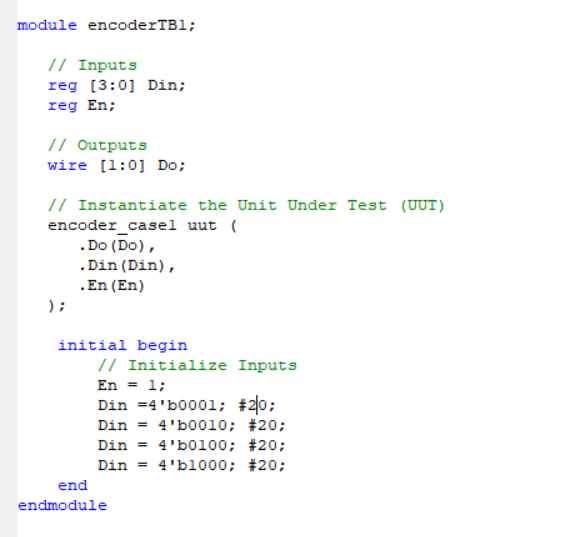 module encoderTB1;
// Inputs
reg [3:0] Din;
reg En;
// Outputs
wire [1:0] Do;
// Instantiate the Unit Under Test (UUT)
encoder_case1 uut (
.Do(Do),
.Din(Din),
.En(En)
);
initial begin
// Initialize Inputs
En = 1;
Din =4'b0001; #20;
Din = 4'b0010; #20;
Din = 4'b0100; #20;
Din = 4'b1000; #20;
end
endmodule